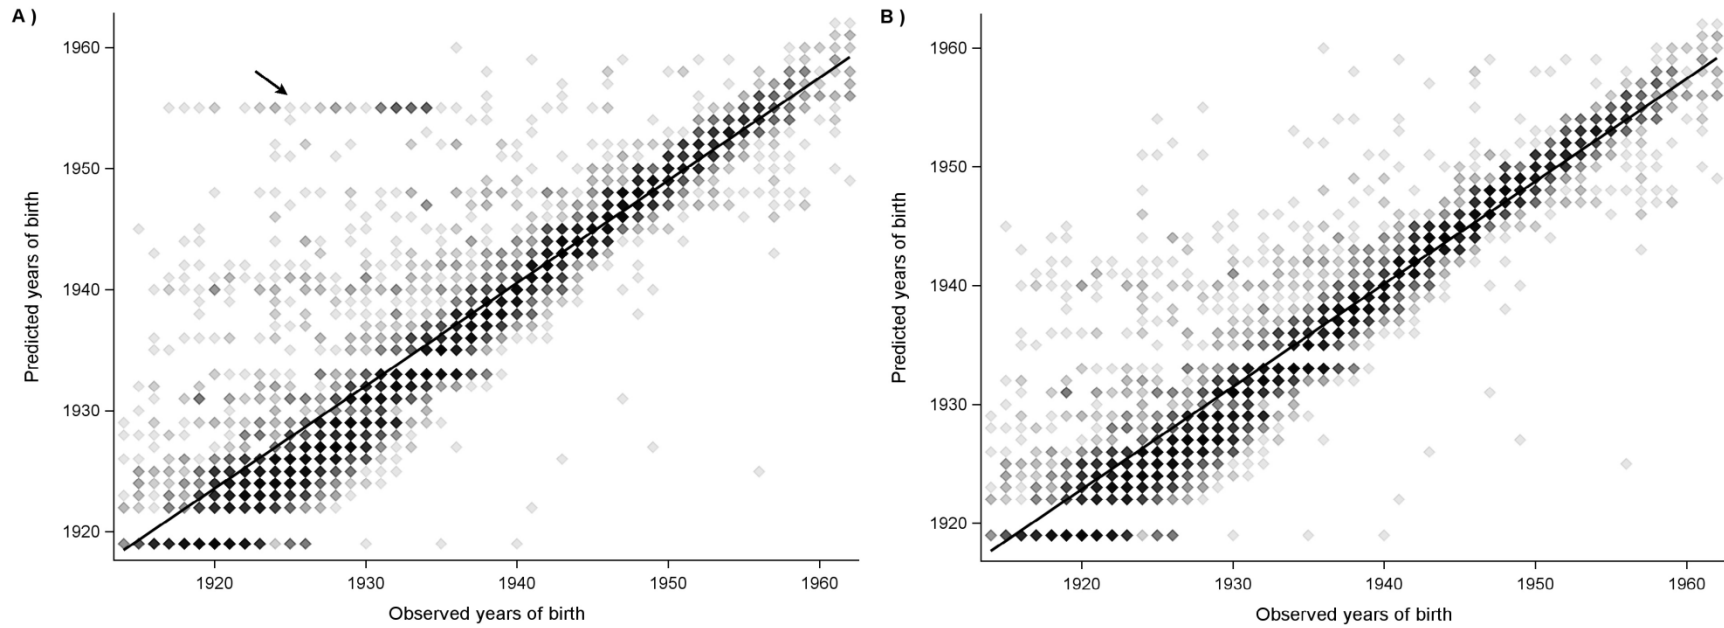 A )
1960
1950
1940
1930
1920
Predicted years of birth
1920 1930 1940 1950 1960
Observed years of birth
B )
1960
1950
1940
1930
1920
Predicted years of birth
1920 1930 1940 1950 1960
Observed years of birth